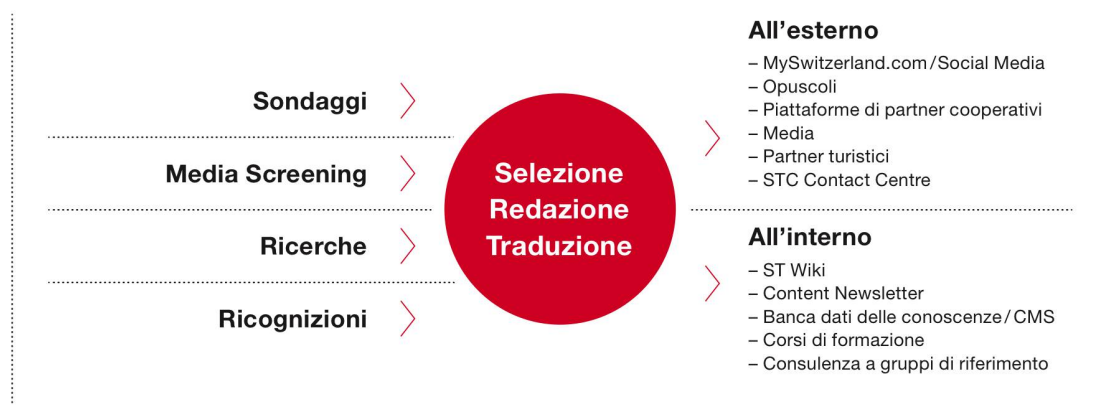 Sondaggi
Media Screening
Ricerche
Ricognizioni
Selezione
Redazione
Traduzione
All’esterno
– MySwitzerland.com/Social Media
– Opuscoli
– Piattaforme di partner cooperativi
– Media
– Partner turistici
– STC Contact Centre
All’interno
– ST Wiki
– Content Newsletter
– Banca dati delle conoscenze/CMS
– Corsi di formazione
– Consulenza a gruppi di riferimento